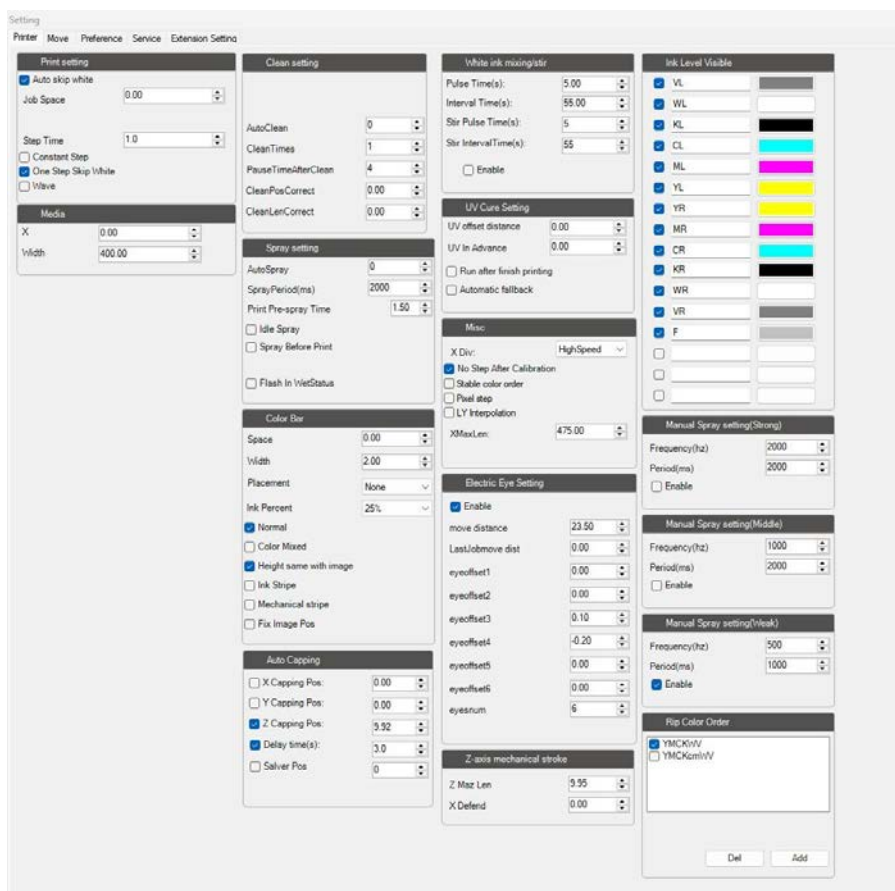 Setting
Printer Move Preference Service Extension Setting
Print setting
Auto skip white
Job Space 0.00
Step Time 1.0
Constant Step
One Step Skip White
Wave
Media
X 0.00
Width 400.00
Clean setting
AutoClean 0
CleanTimes 1
PauseTimeAfterClean 4
CleanPosCorrect 0.00
CleanLenCorrect 0.00
Spray setting
AutoSpray 0
SprayPeriod(ms) 2000
Print Pre-spray Time 1.50
Idle Spray
Spray Before Print
Flash In WetStatus
Color Bar
Space 0.00
Width 2.00
Placement None
Ink Percent 25%
Normal
Color Mixed
Height same with image
Ink Stripe
Mechanical stripe
Fix Image Pos
Auto Capping
X Capping Pos: 0.00
Y Capping Pos: 0.00
Z Capping Pos: 9.92
Delay time(s): 3.0
Salver Pos 0
White ink mixing/stir
Pulse Time(s): 5.00
Interval Time(s): 55.00
Stir Pulse Time(s): 5
Stir IntervalTime(s): 55
Enable
UV Cure Setting
UV offset distance 0.00
UV In Advance 0.00
Run after finish printing
Automatic fallback
Misc
X Div: HighSpeed
No Step After Calibration
Stable color order
Pixel step
LY Interpolation
XMaxLen: 475.00
Electric Eye Setting
Enable
move distance 23.50
LastJobmove dist 0.00
eyeoffset1 0.00
eyeoffset2 0.00
eyeoffset3 0.10
eyeoffset4 -0.20
eyeoffset5 0.00
eyeoffset6 0.00
eyesnum 6
Z-axis mechanical stroke
Z Maz Len 9.95
X Defend 0.00
Ink Level Visible
VL
WL
KL
CL
ML
YL
YR
MR
CR
KR
WR
VR
F
Manual Spray setting(Strong)
Frequency(hz) 2000
Period(ms) 2000
Enable
Manual Spray setting(Middle)
Frequency(hz) 1000
Period(ms) 2000
Enable
Manual Spray setting(Weak)
Frequency(hz) 500
Period(ms) 1000
Enable
Rip Color Order
YMCKWV
YMCKcmWV
Del Add